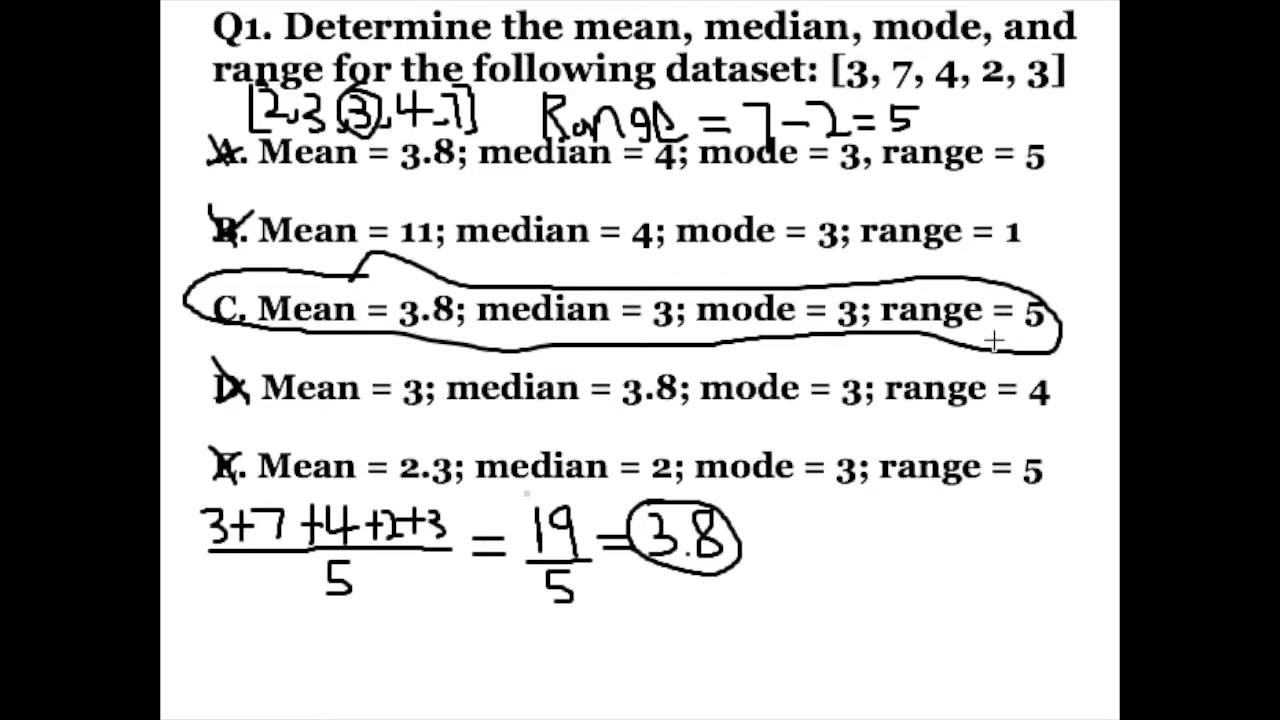 Q1. Determine the mean, median, mode, and
range for the following dataset: [3, 7, 4, 2, 3]
[2,3,3,4,7] Range = 7-2=5
A. Mean = 3.8; median = 4; mode = 3, range = 5
B. Mean = 11; median = 4; mode = 3; range = 1
C. Mean = 3.8; median = 3; mode = 3; range = 5
D. Mean = 3; median = 3.8; mode = 3; range = 4
E. Mean = 2.3; median = 2; mode = 3; range = 5
3+7+4+2+3 = 19 = 3.8
5 5